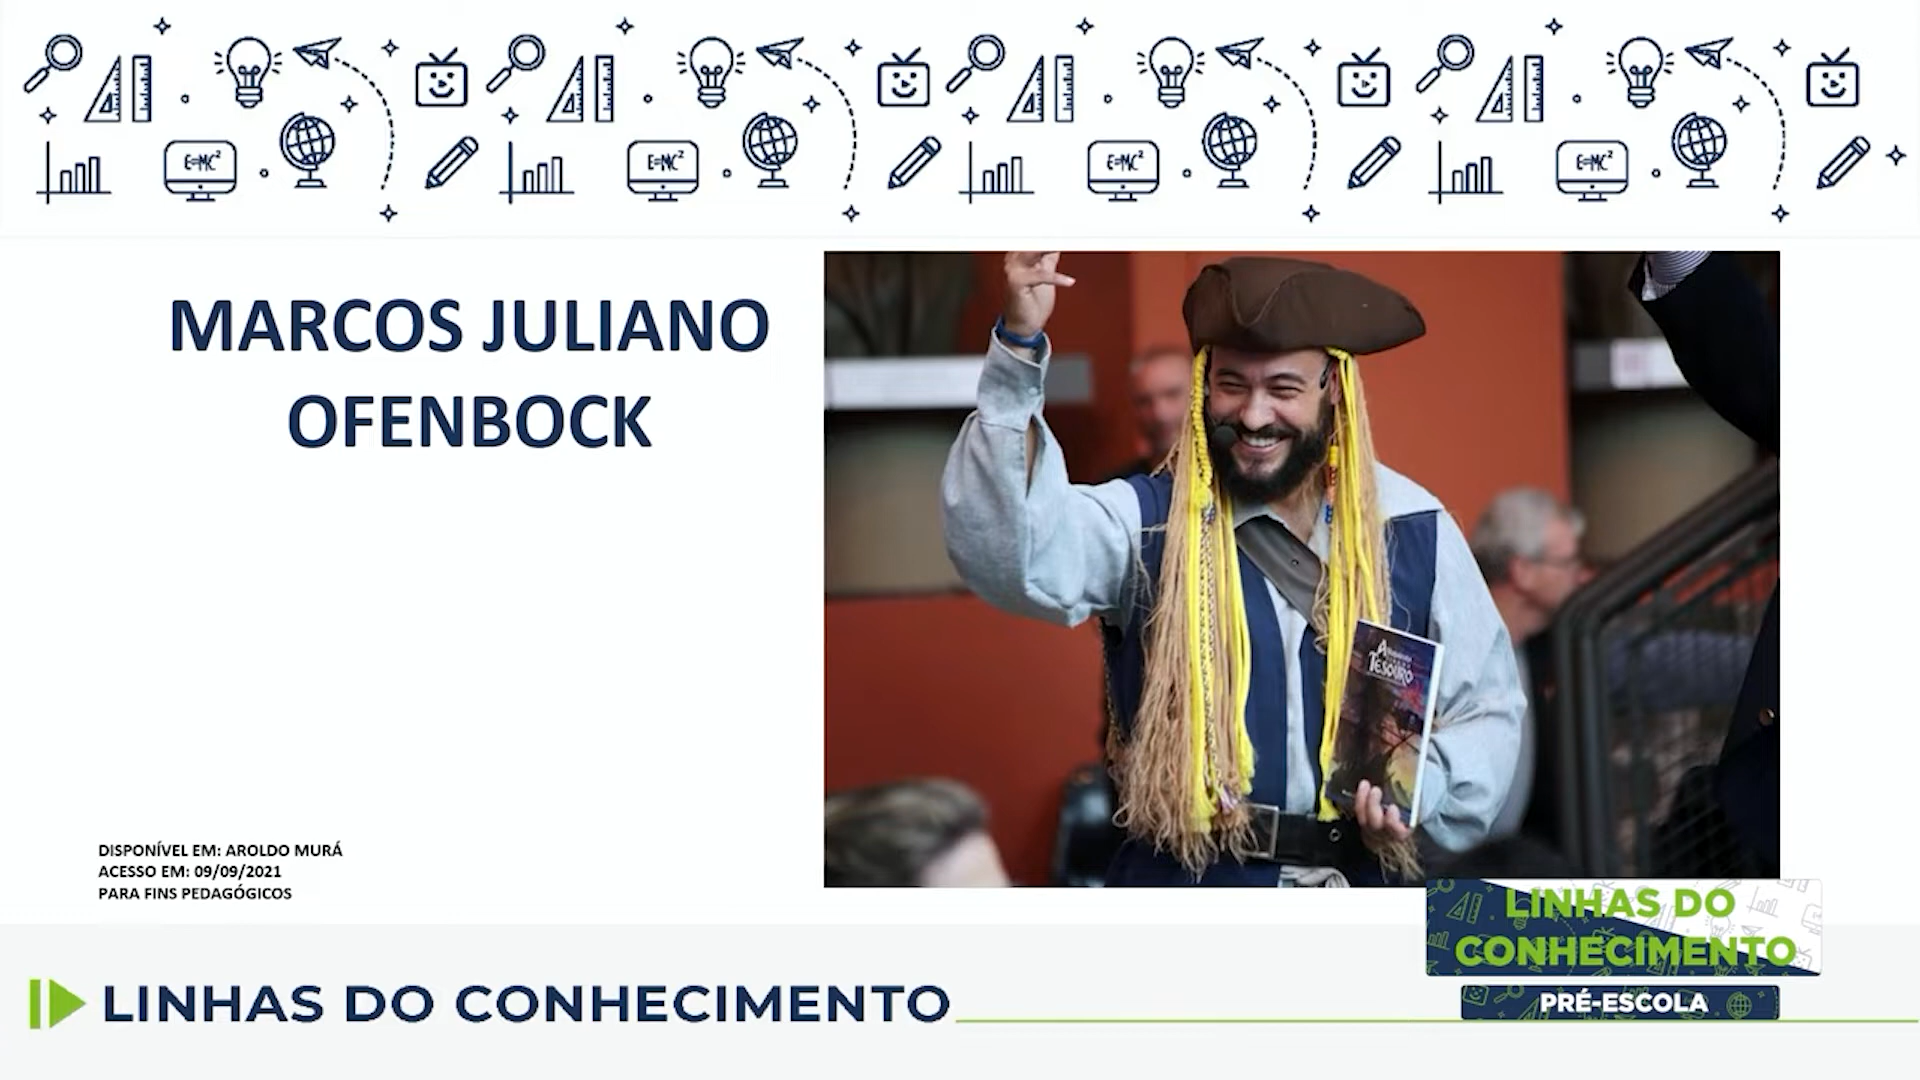 E=MC²
E=MC²
E=MC²
E=MC²
MARCOS JULIANO
OFENBOCK
A
TESOURO
DISPONÍVEL EM: AROLDO MURÁ
ACESSO EM: 09/09/2021
PARA FINS PEDAGÓGICOS
LINHAS DO
CONHECIMENTO
PRÉ-ESCOLA
LINHAS DO CONHECIMENTO